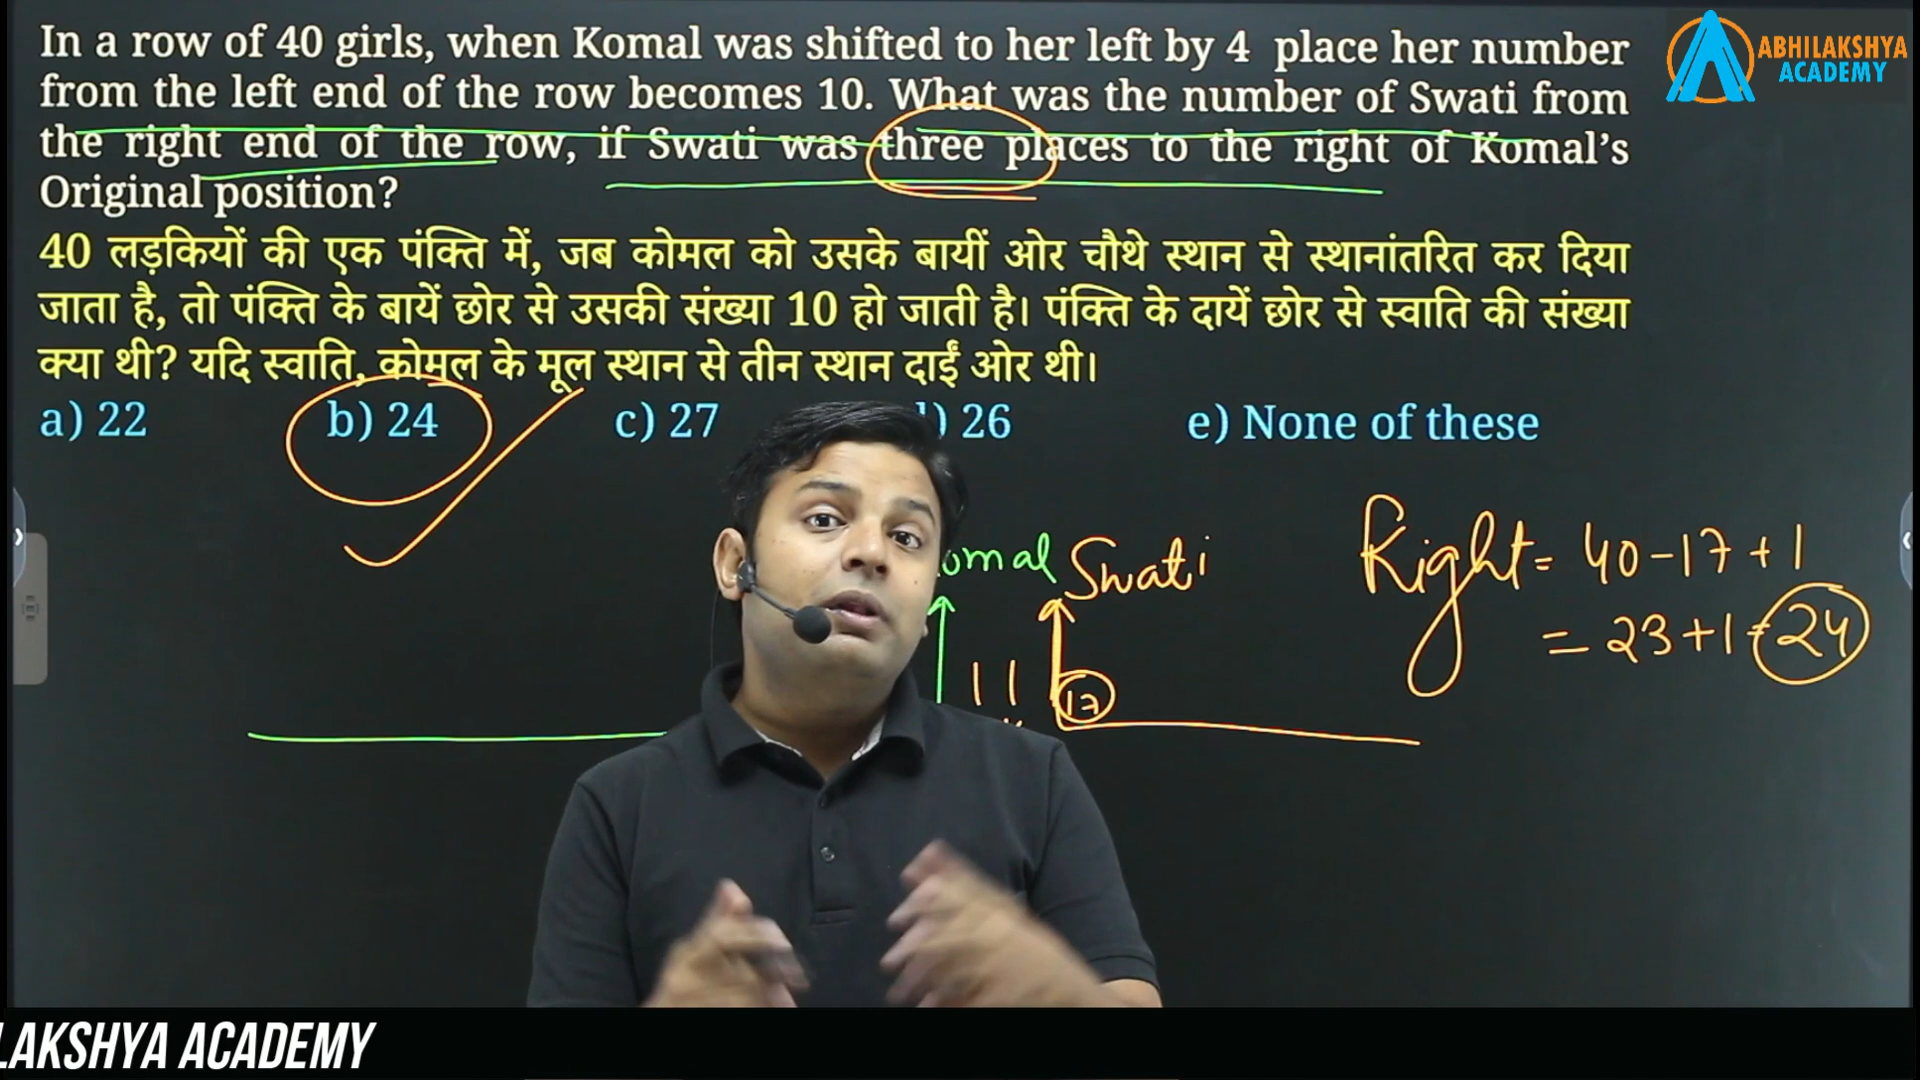 In a row of 40 girls, when Komal was shifted to her left by 4 place her number
from the left end of the row becomes 10. What was the number of Swati from
the right end of the row, if Swati was three places to the right of Komal’s
Original position?
40 लड़कियों की एक पंक्ति में, जब कोमल को उसके बायीं ओर चौथे स्थान से स्थानांतरित कर दिया
जाता है, तो पंक्ति के बायें छोर से उसकी संख्या 10 हो जाती है। पंक्ति के दायें छोर से स्वाति की संख्या
क्या थी? यदि स्वाति, कोमल के मूल स्थान से तीन स्थान दाईं ओर थी।
a) 22 b) 24 c) 27 ) 26 e) None of these
ABHILAKSHYA
ACADEMY
omal Swati
17
Right = 40-17+1
= 23+1=24
LAKSHYA ACADEMY